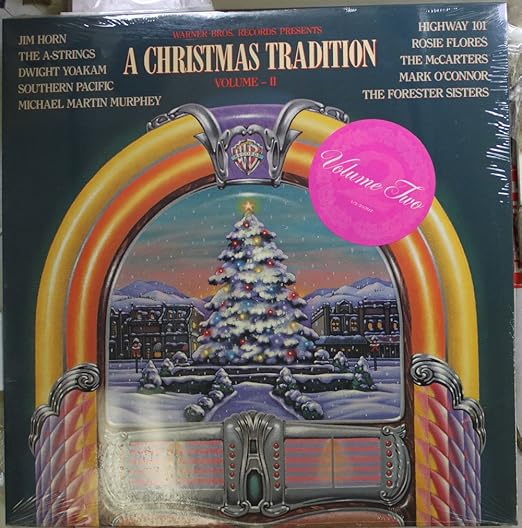 WARNER BROS. RECORDS PRESENTS
A CHRISTMAS TRADITION
VOLUME – II
JIM HORN
THE A-STRINGS
DWIGHT YOAKAM
SOUTHERN PACIFIC
MICHAEL MARTIN MURPHEY
HIGHWAY 101
ROSIE FLORES
THE McCARTERS
MARK O'CONNOR
THE FORESTER SISTERS
Volume Two